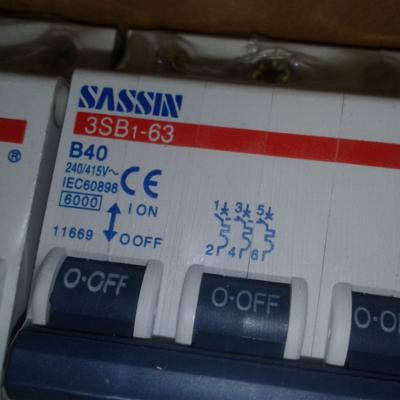 SASSIN
3SB1-63
®
B40
240/415V~
IEC60898
CE
6000
I ON
11669
O OFF
1 3 5
2 4 6
O·OFF
O·OFF